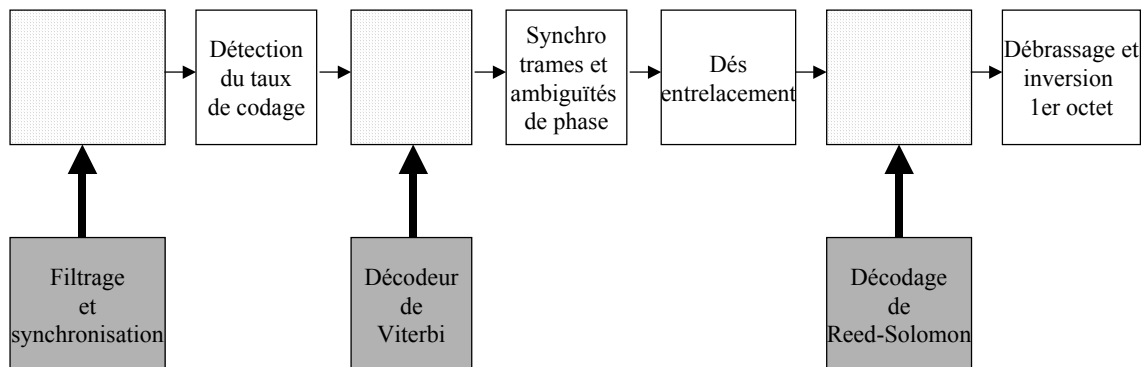 Détection
du taux
de codage
Synchro
trames et
ambiguïtés
de phase
Dés
entrelacement
Débrassage et
inversion
1er octet
Filtrage
et
synchronisation
Décodeur
de
Viterbi
Décodage
de
Reed-Solomon